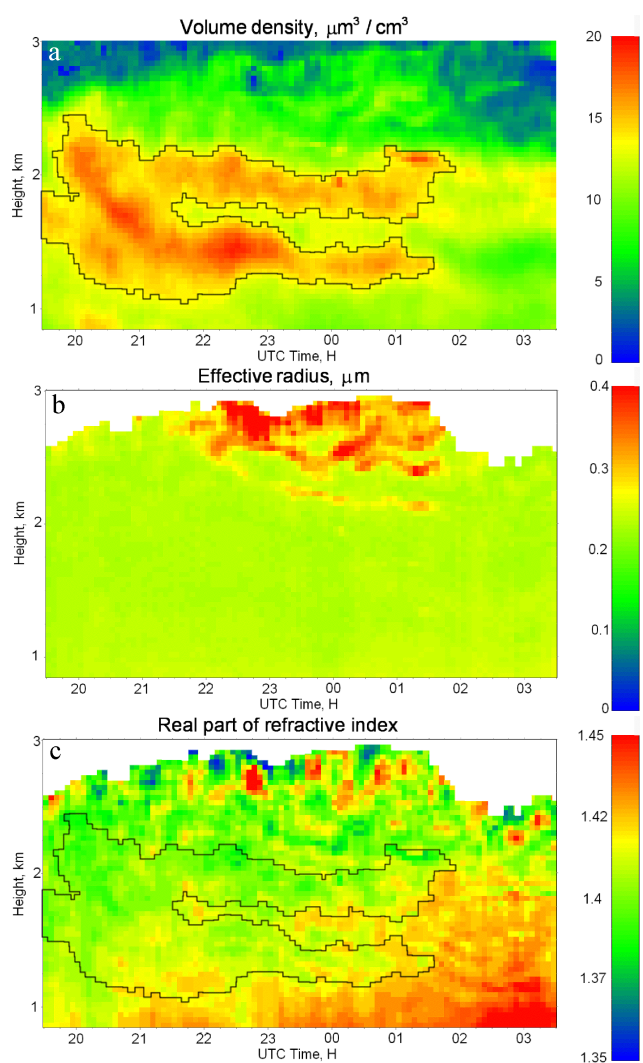 Volume density, μm³ / cm³
a
3
2
1
Height, km
20 21 22 23 00 01 02 03
UTC Time, H
20
15
10
5
0
Effective radius, μm
b
3
2
1
Height, km
20 21 22 23 00 01 02 03
UTC Time, H
0.4
0.3
0.2
0.1
0
Real part of refractive index
c
3
2
1
Height, km
20 21 22 23 00 01 02 03
UTC Time, H
1.45
1.42
1.4
1.37
1.35